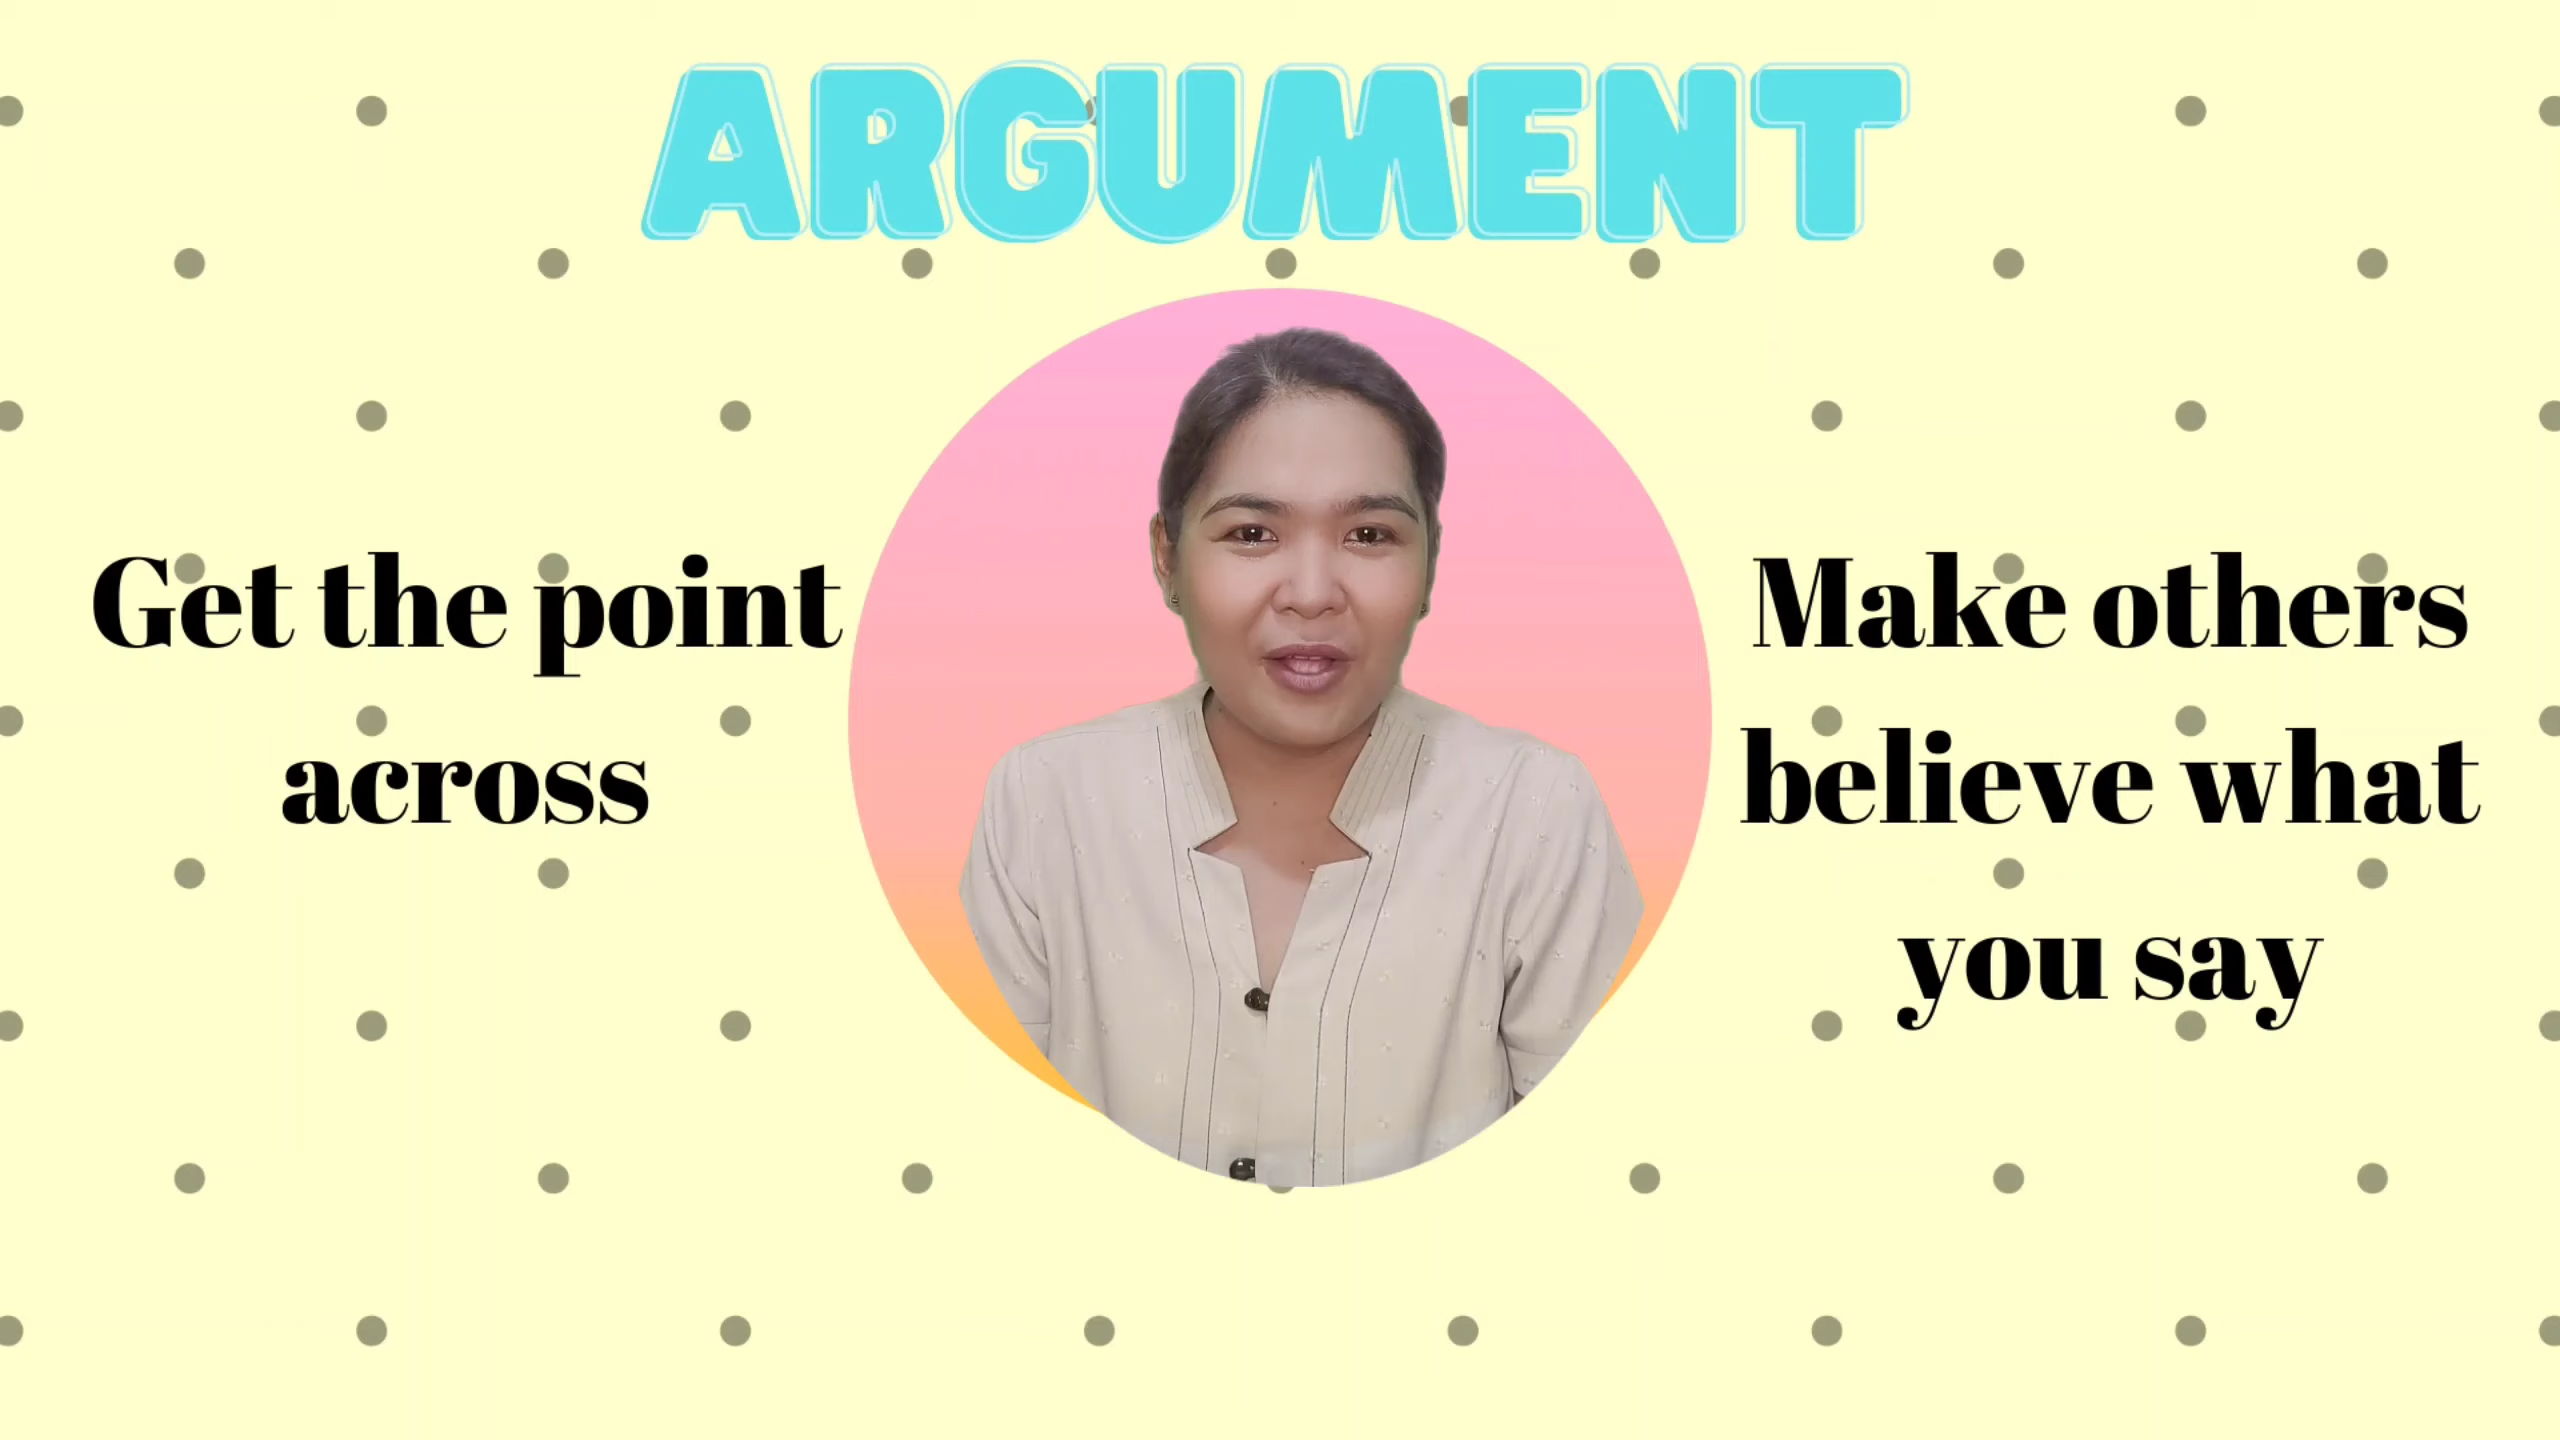 ARGUMENT
Get the point
across
Make others
believe what
you say